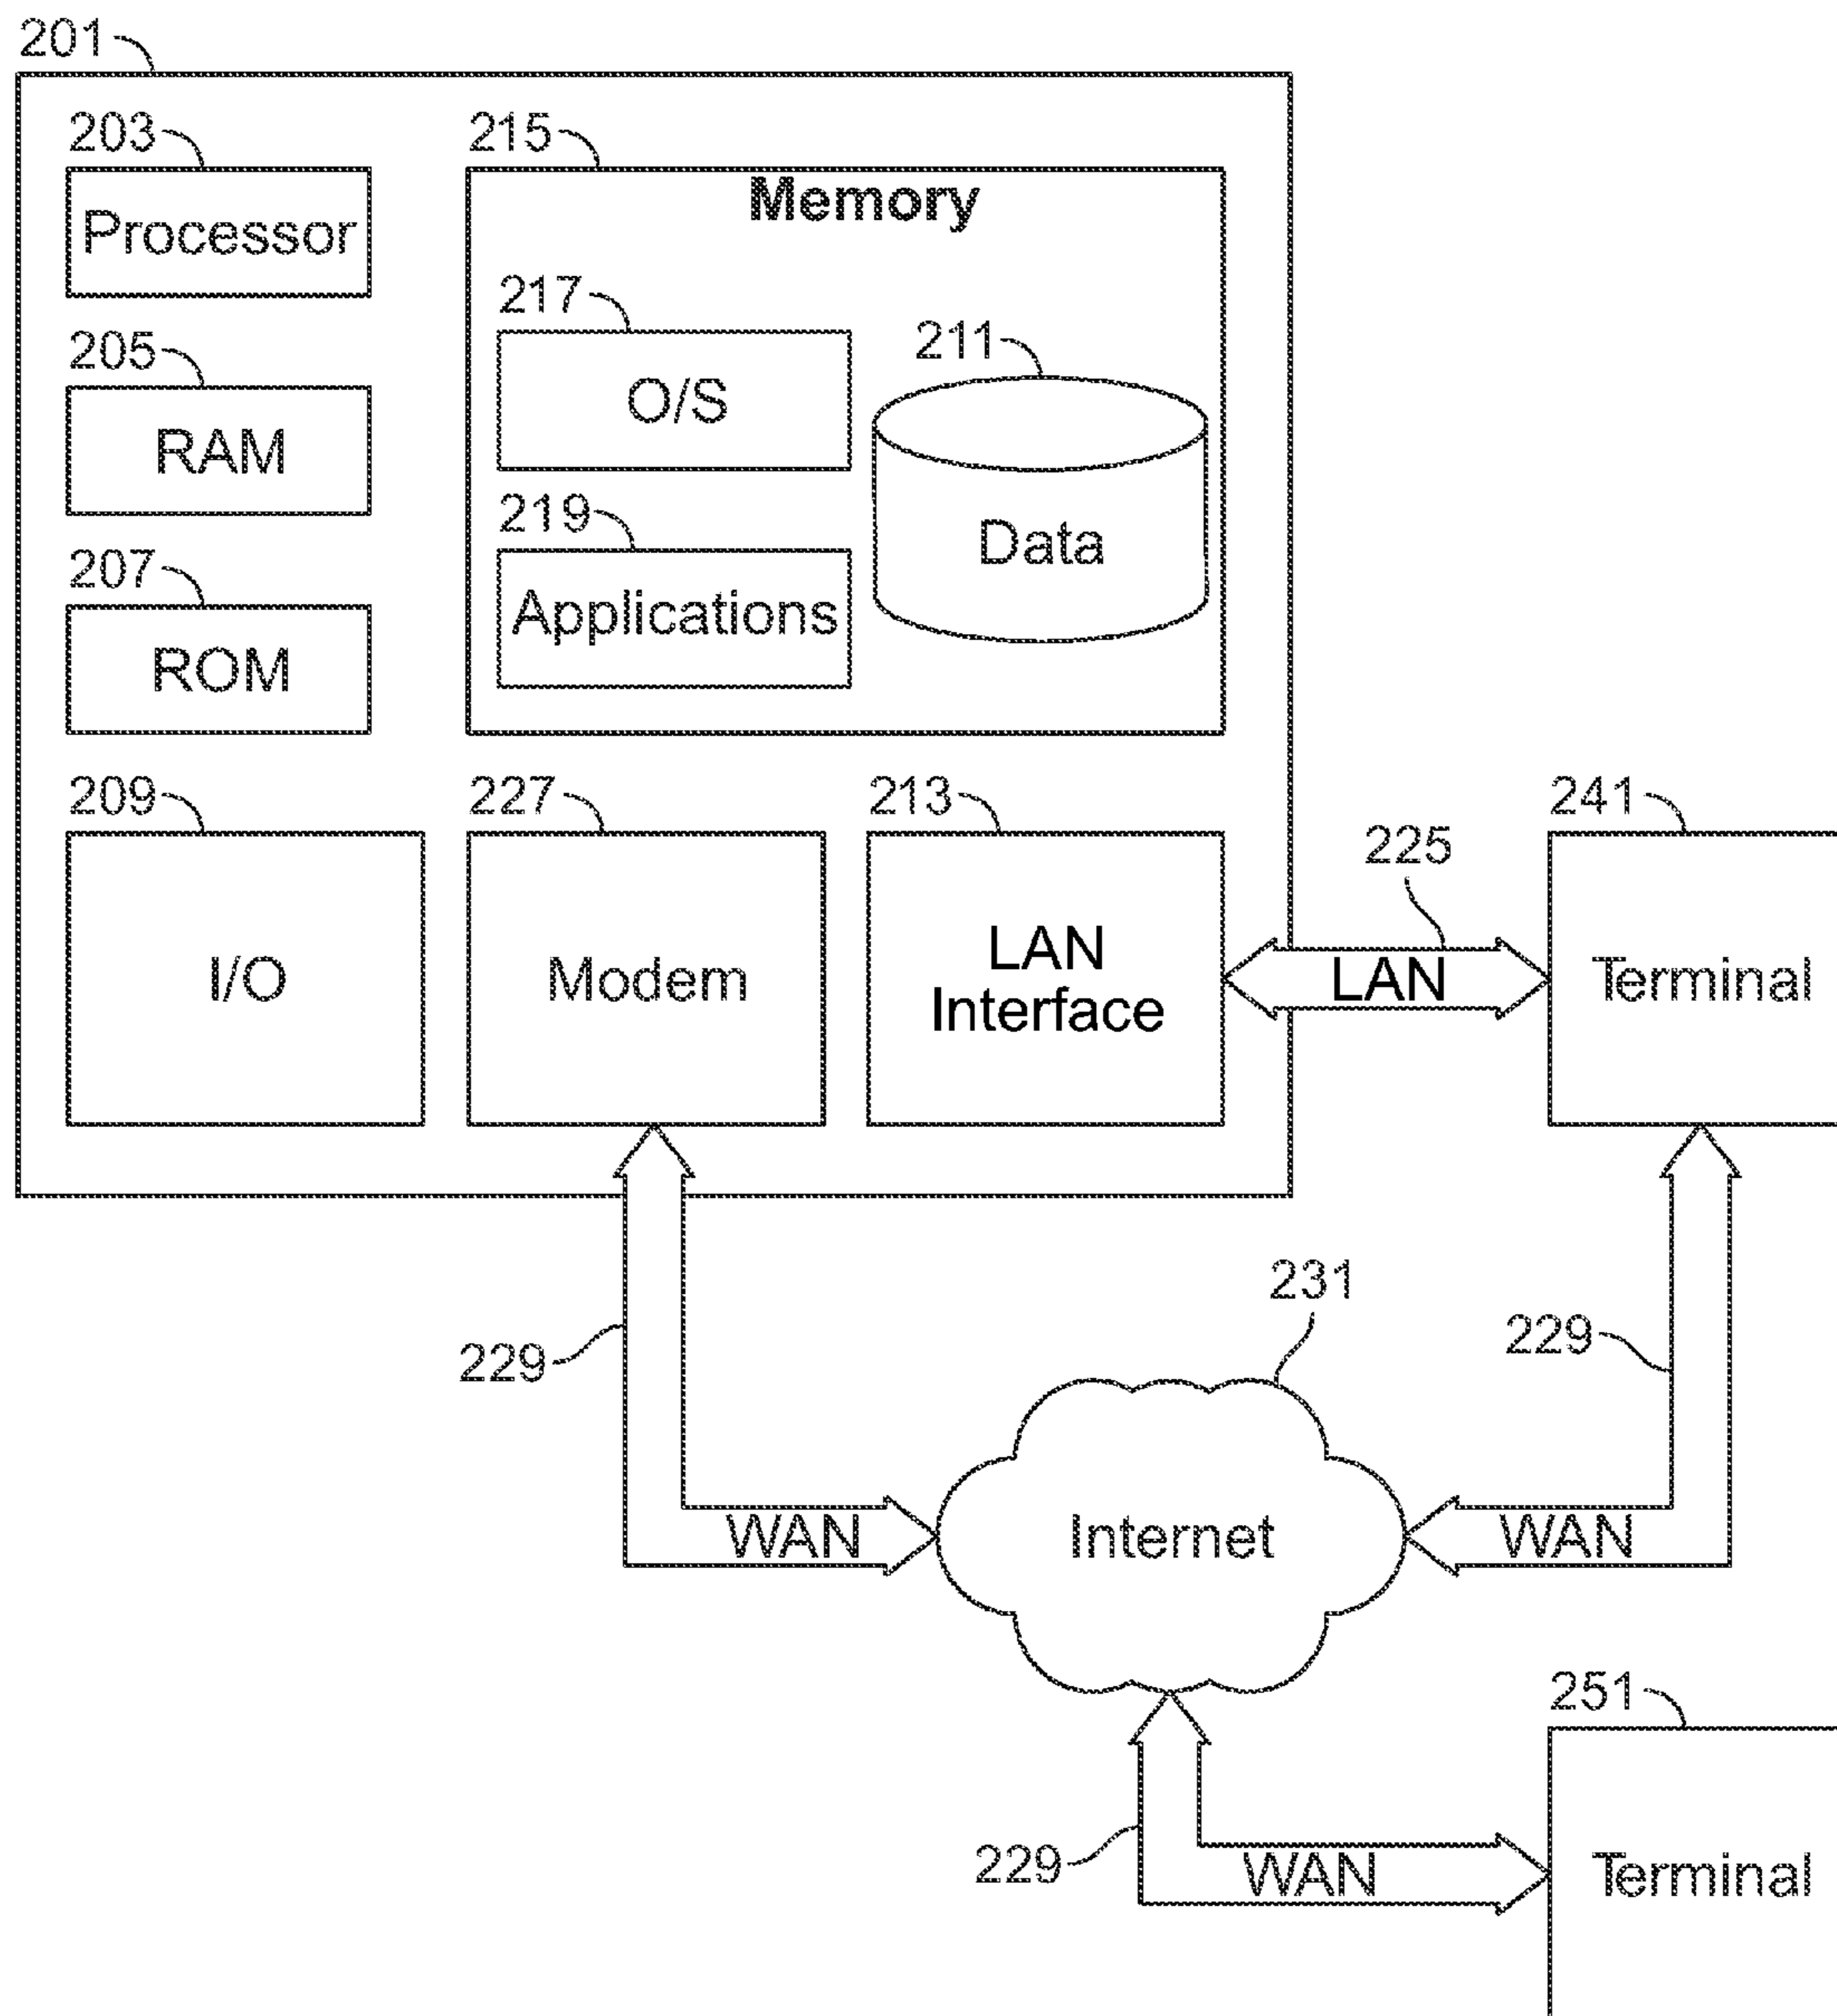 201
203
215
Processor
Memory
217
211
205
O/S
RAM
219
Data
207
Applications
ROM
209
227
213
241
225
I/O
Modem
LAN
Interface
LAN
Terminal
231
229
229
WAN
Internet
WAN
251
229
WAN
Terminal